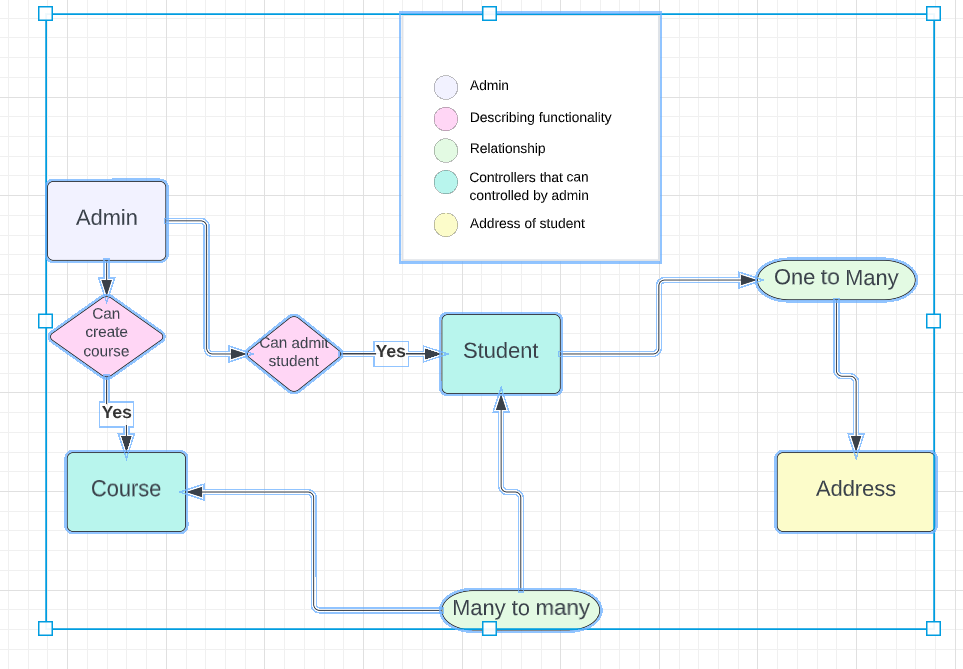 Admin
Describing functionality
Relationship
Controllers that can
controlled by admin
Address of student
Admin
One to Many
Can
create
course
Can admit
student
Yes
Student
Yes
Course
Address
Many to many